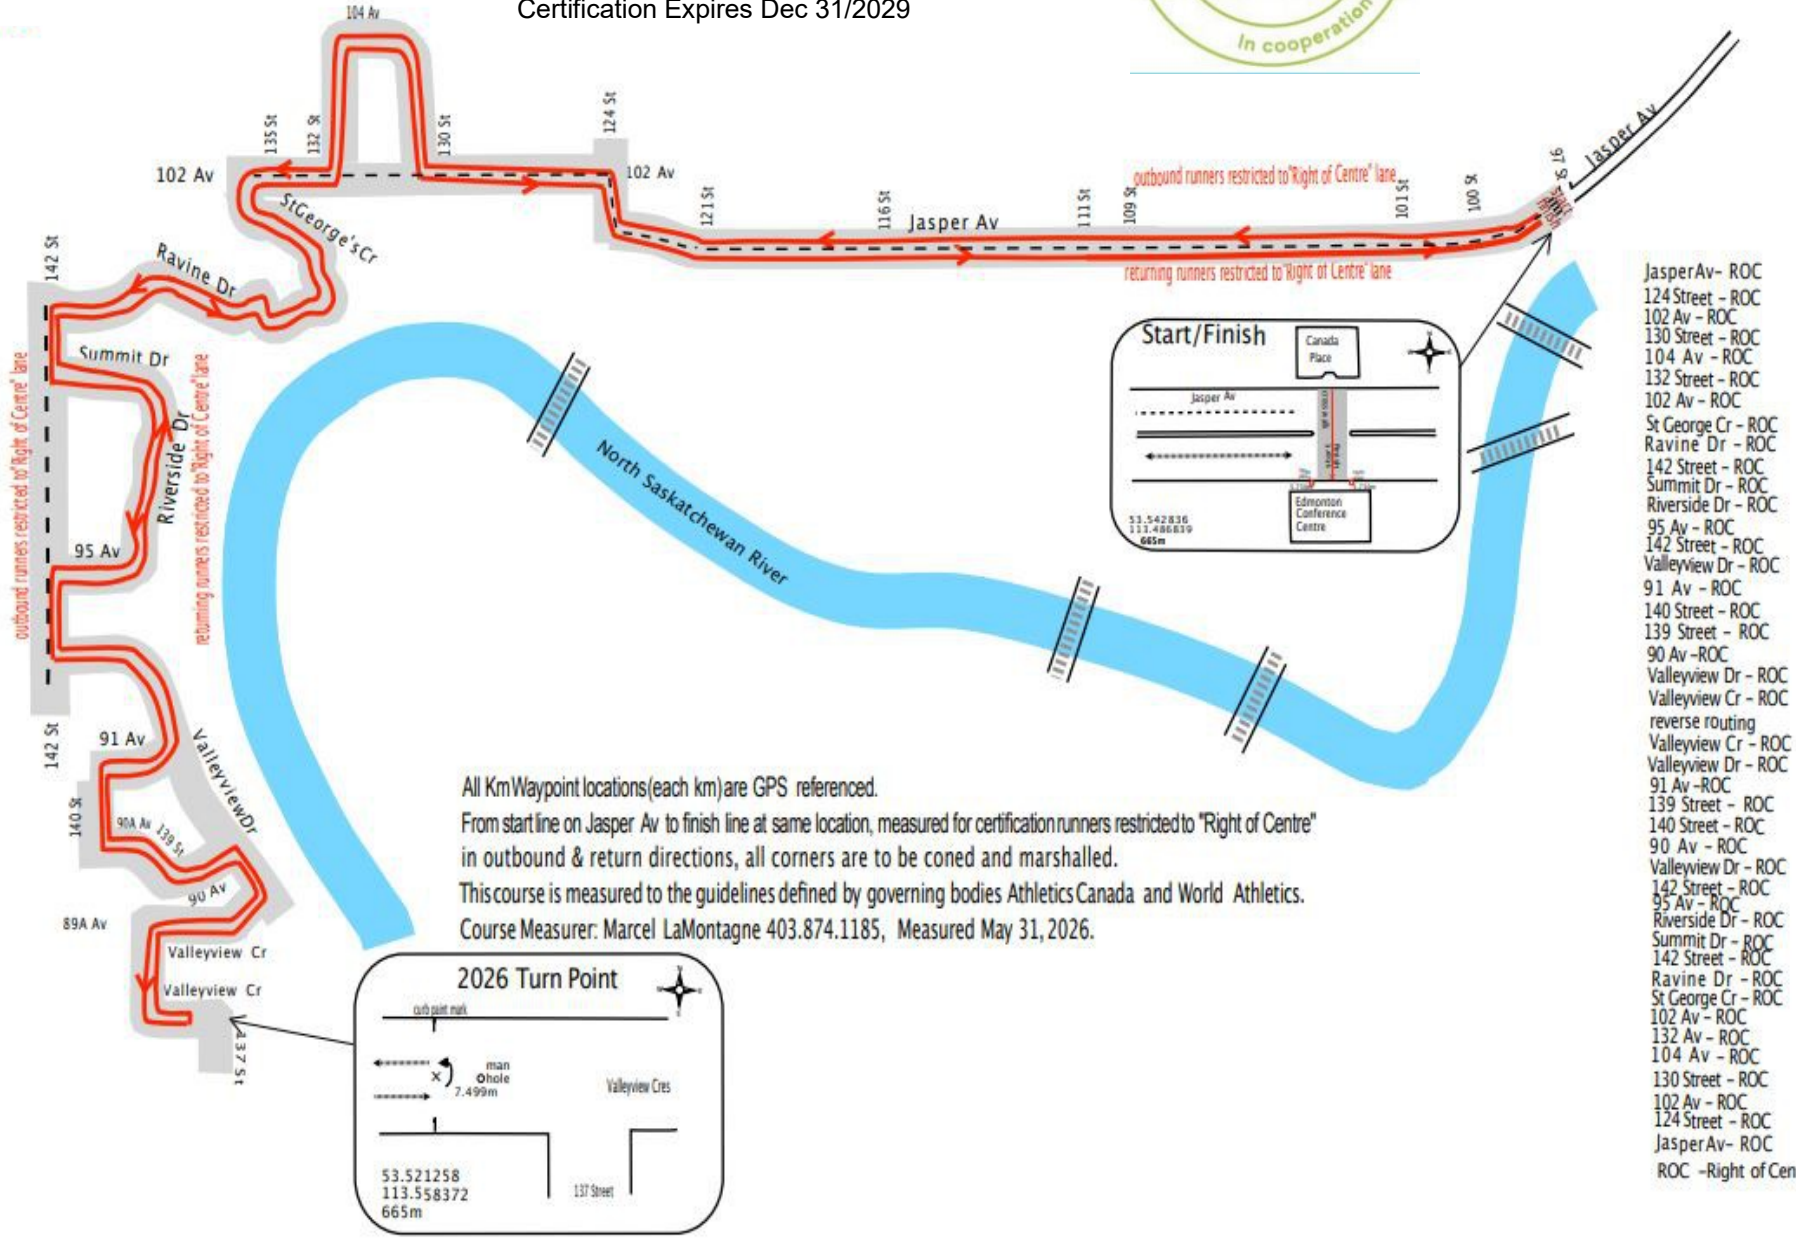 Certification Expires Dec 31/2029
In cooperation
104 Av
135 St
132 St
130 St
124 St
102 Av
102 Av
St George's Cr
121 St
116 St
Jasper Av
111 St
109 St
outbound runners restricted to "Right of Centre" lane
101 St
100 St
97 St
Jasper Av
returning runners restricted to "Right of Centre" lane
142 St
Ravine Dr
Summit Dr
Riverside Dr
outbound runners restricted to "Right of Centre" lane
returning runners restricted to "Right of Centre" lane
95 Av
142 St
91 Av
Valleyview Dr
140 St
90A Av
139 St
90 Av
89A Av
Valleyview Cr
Valleyview Cr
137 St
North Saskatchewan River
Start/Finish
Canada
Place
Jasper Av
Edmonton
Conference
Centre
53.542836
113.486839
665m
All Km Waypoint locations (each km) are GPS referenced.
From start line on Jasper Av to finish line at same location, measured for certification runners restricted to "Right of Centre"
in outbound & return directions, all corners are to be coned and marshalled.
This course is measured to the guidelines defined by governing bodies Athletics Canada and World Athletics.
Course Measurer: Marcel LaMontagne 403.874.1185, Measured May 31, 2026.
2026 Turn Point
curb paint mark
man
hole
7.499m
Valleyview Cres
137 Street
53.521258
113.558372
665m
Jasper Av- ROC
124 Street - ROC
102 Av - ROC
130 Street - ROC
104 Av - ROC
132 Street - ROC
102 Av - ROC
St George Cr - ROC
Ravine Dr - ROC
142 Street - ROC
Summit Dr - ROC
Riverside Dr - ROC
95 Av - ROC
142 Street - ROC
Valleyview Dr - ROC
91 Av - ROC
140 Street - ROC
139 Street - ROC
90 Av -ROC
Valleyview Dr - ROC
Valleyview Cr - ROC
reverse routing
Valleyview Cr - ROC
Valleyview Dr - ROC
91 Av -ROC
139 Street - ROC
140 Street - ROC
90 Av - ROC
Valleyview Dr - ROC
142 Street - ROC
95 Av - ROC
Riverside Dr - ROC
Summit Dr - ROC
142 Street - ROC
Ravine Dr - ROC
St George Cr - ROC
102 Av - ROC
132 Av - ROC
104 Av - ROC
130 Street - ROC
102 Av - ROC
124 Street - ROC
Jasper Av- ROC
ROC -Right of Cen